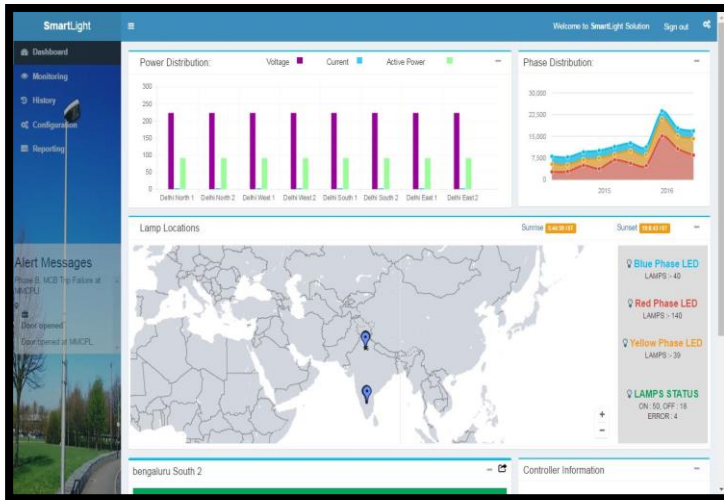 SmartLight
Welcome to SmartLight Solution
Sign out
Dashboard
Monitoring
History
Configuration
Reporting
Power Distribution:
Voltage
Current
Active Power
300
250
200
150
100
50
0
Delhi North 1
Delhi North 2
Delhi West 1
Delhi West 2
Delhi South 1
Delhi South 2
Delhi East 1
Delhi East 2
Phase Distribution:
30,000
22,500
15,000
7,500
0
2015
2016
Lamp Locations
Sunrise
Sunset
Blue Phase LED
LAMPS :- 40
Red Phase LED
LAMPS :- 140
Yellow Phase LED
LAMPS :- 39
LAMPS STATUS
ON : 50, OFF : 16
ERROR : 4
+
−
Alert Messages
Phase B, MCB Trip Failure at
MMCPLI
Door opened
Door opened at MMCPL
bengaluru South 2
Controller Information